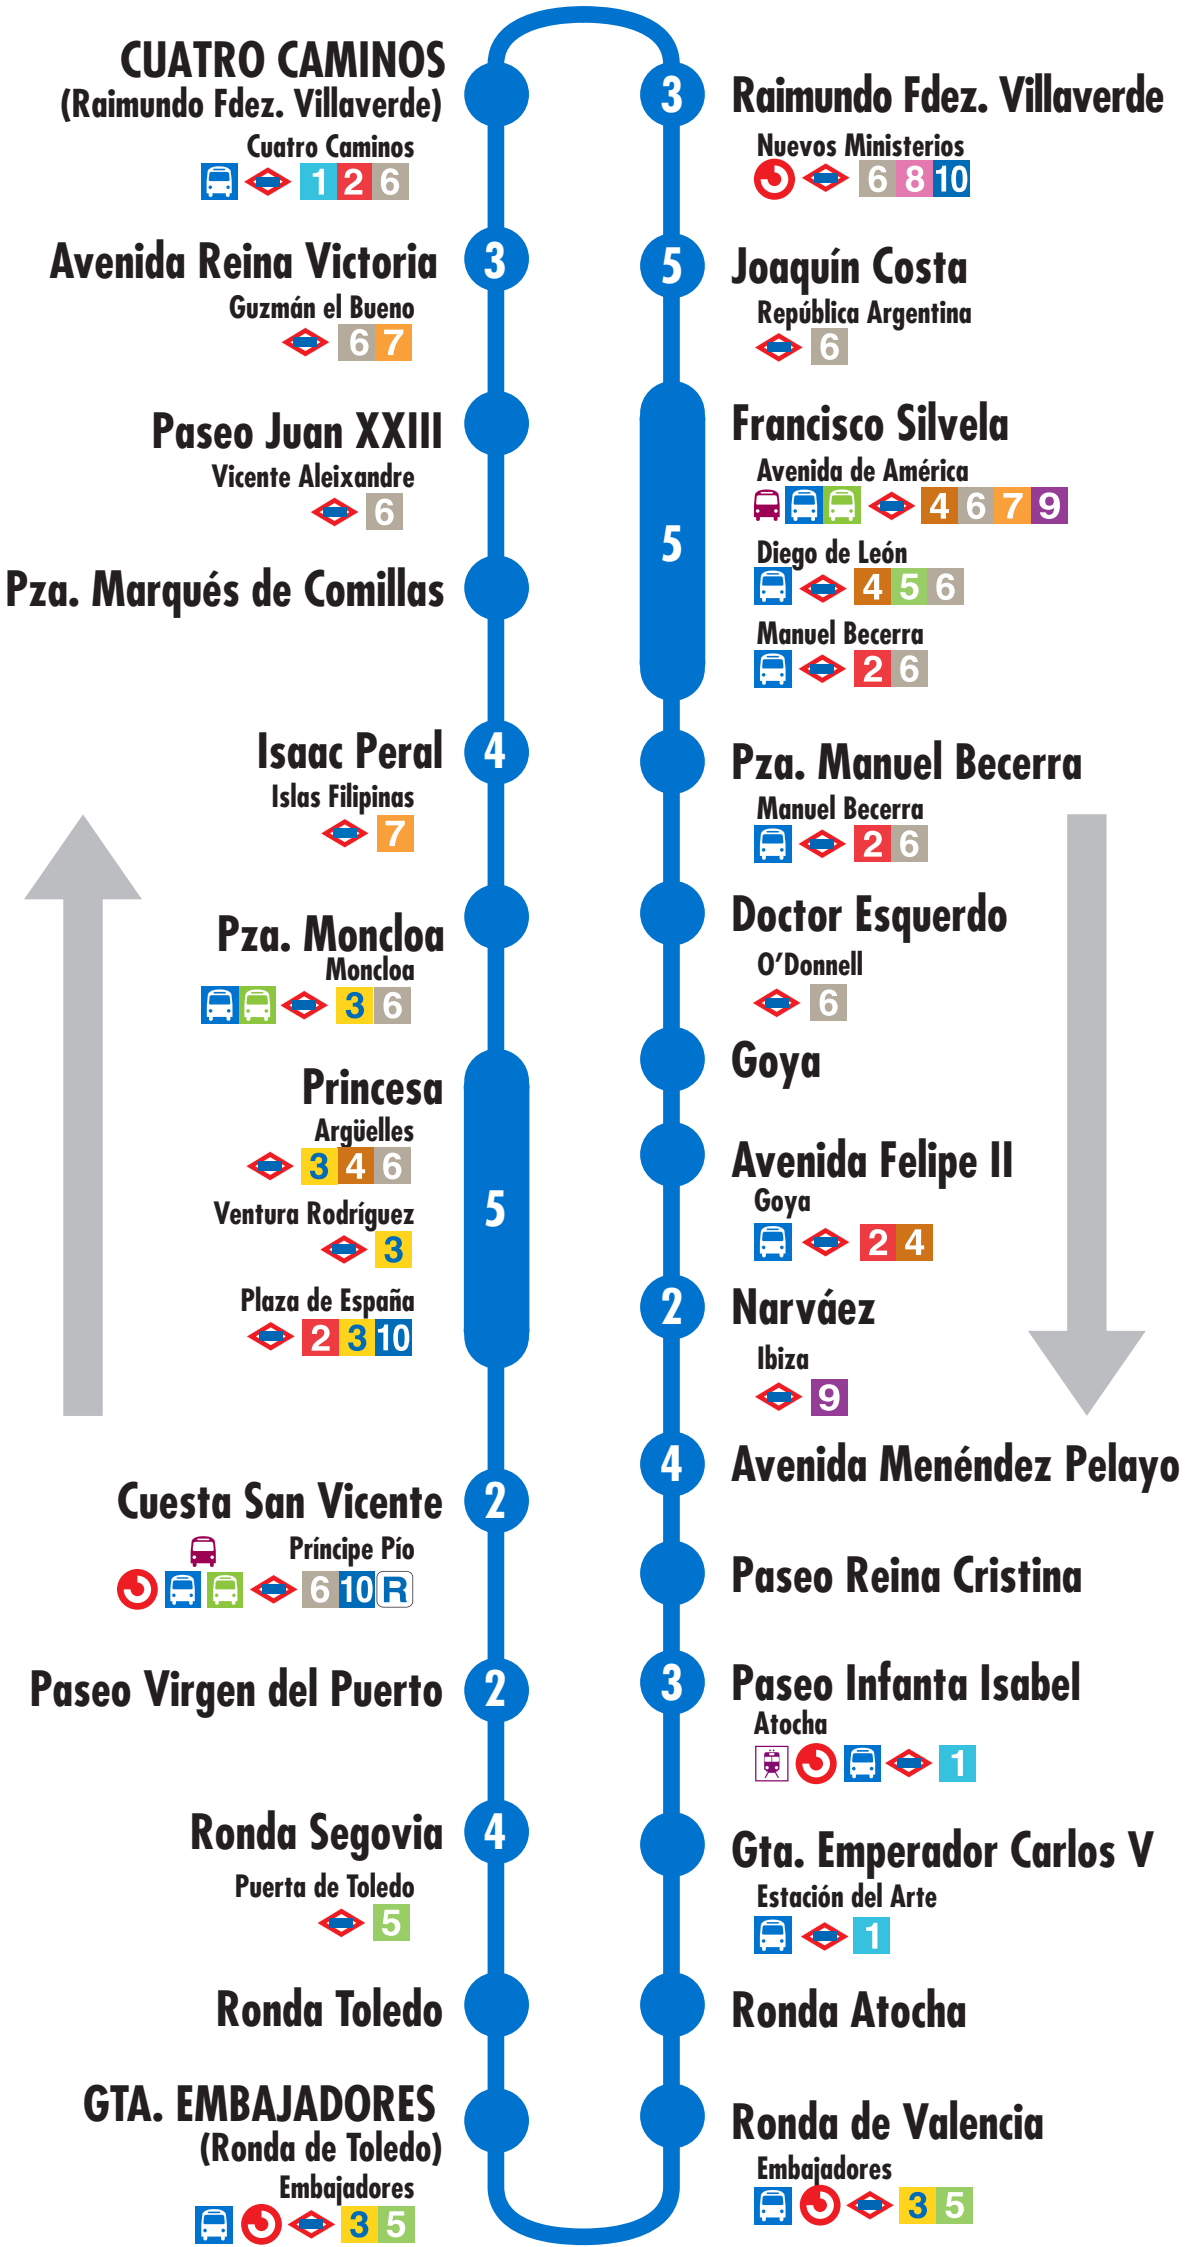 CUATRO CAMINOS
(Raimundo Fdez. Villaverde)
Cuatro Caminos
1 2 6
Avenida Reina Victoria
3
Guzmán el Bueno
6 7
Paseo Juan XXIII
Vicente Aleixandre
6
Pza. Marqués de Comillas
Isaac Peral
4
Islas Filipinas
7
Pza. Moncloa
Moncloa
3 6
Princesa
Argüelles
3 4 6
5
Ventura Rodríguez
3
Plaza de España
2 3 10
Cuesta San Vicente
2
Príncipe Pío
6 10 R
Paseo Virgen del Puerto
2
Ronda Segovia
4
Puerta de Toledo
5
Ronda Toledo
GTA. EMBAJADORES
(Ronda de Toledo)
Embajadores
3 5
3
Raimundo Fdez. Villaverde
Nuevos Ministerios
6 8 10
5
Joaquín Costa
República Argentina
6
Francisco Silvela
Avenida de América
4 6 7 9
5
Diego de León
4 5 6
Manuel Becerra
2 6
Pza. Manuel Becerra
Manuel Becerra
2 6
Doctor Esquerdo
O'Donnell
6
Goya
Avenida Felipe II
Goya
2 4
2
Narváez
Ibiza
9
4
Avenida Menéndez Pelayo
Paseo Reina Cristina
3
Paseo Infanta Isabel
Atocha
1
Gta. Emperador Carlos V
Estación del Arte
1
Ronda Atocha
Ronda de Valencia
Embajadores
3 5